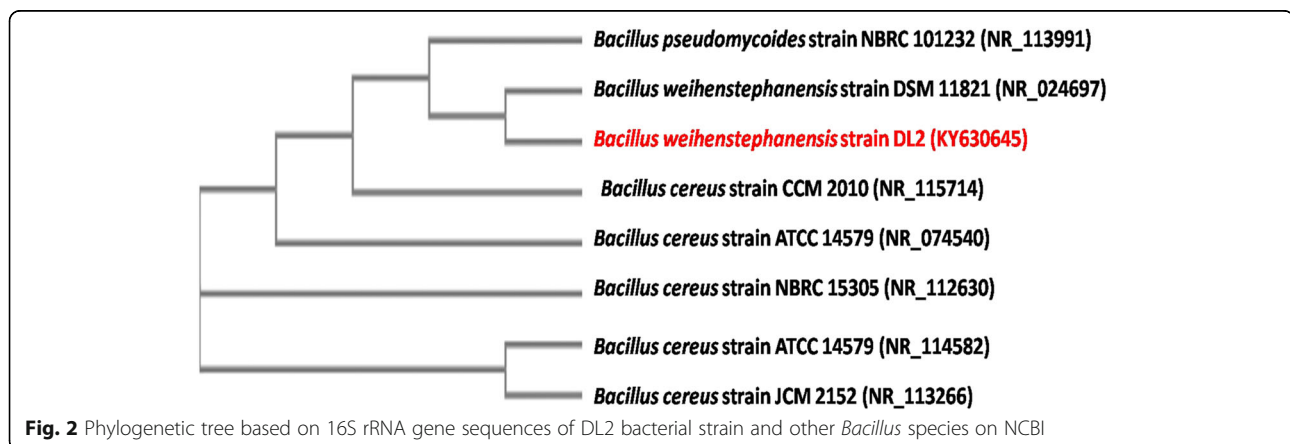 Bacillus pseudomycoides strain NBRC 101232 (NR_113991)
Bacillus weihenstephanensis strain DSM 11821 (NR_024697)
Bacillus weihenstephanensis strain DL2 (KY630645)
Bacillus cereus strain CCM 2010 (NR_115714)
Bacillus cereus strain ATCC 14579 (NR_074540)
Bacillus cereus strain NBRC 15305 (NR_112630)
Bacillus cereus strain ATCC 14579 (NR_114582)
Bacillus cereus strain JCM 2152 (NR_113266)
Fig. 2 Phylogenetic tree based on 16S rRNA gene sequences of DL2 bacterial strain and other Bacillus species on NCBI